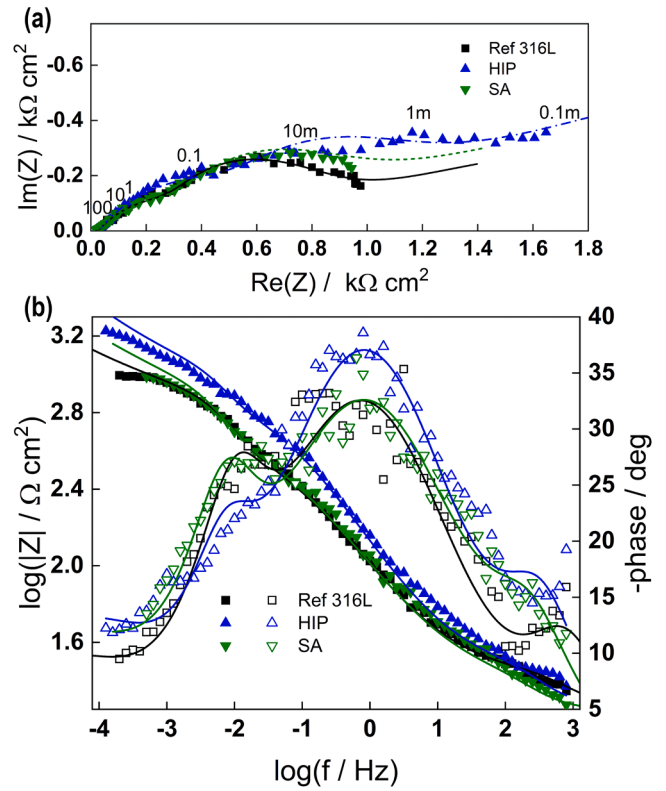 (a)
-0.6
-0.4
-0.2
0.0
Im(Z) / kΩ cm²
Ref 316L
HIP
SA
100
10
1
0.1
10m
1m
0.1m
0.0 0.2 0.4 0.6 0.8 1.0 1.2 1.4 1.6 1.8
Re(Z) / kΩ cm²
(b)
3.2
2.8
2.4
2.0
1.6
log(|Z| / Ω cm²)
40
35
30
25
20
15
10
5
-phase / deg
Ref 316L
HIP
SA
-4 -3 -2 -1 0 1 2 3
log(f / Hz)